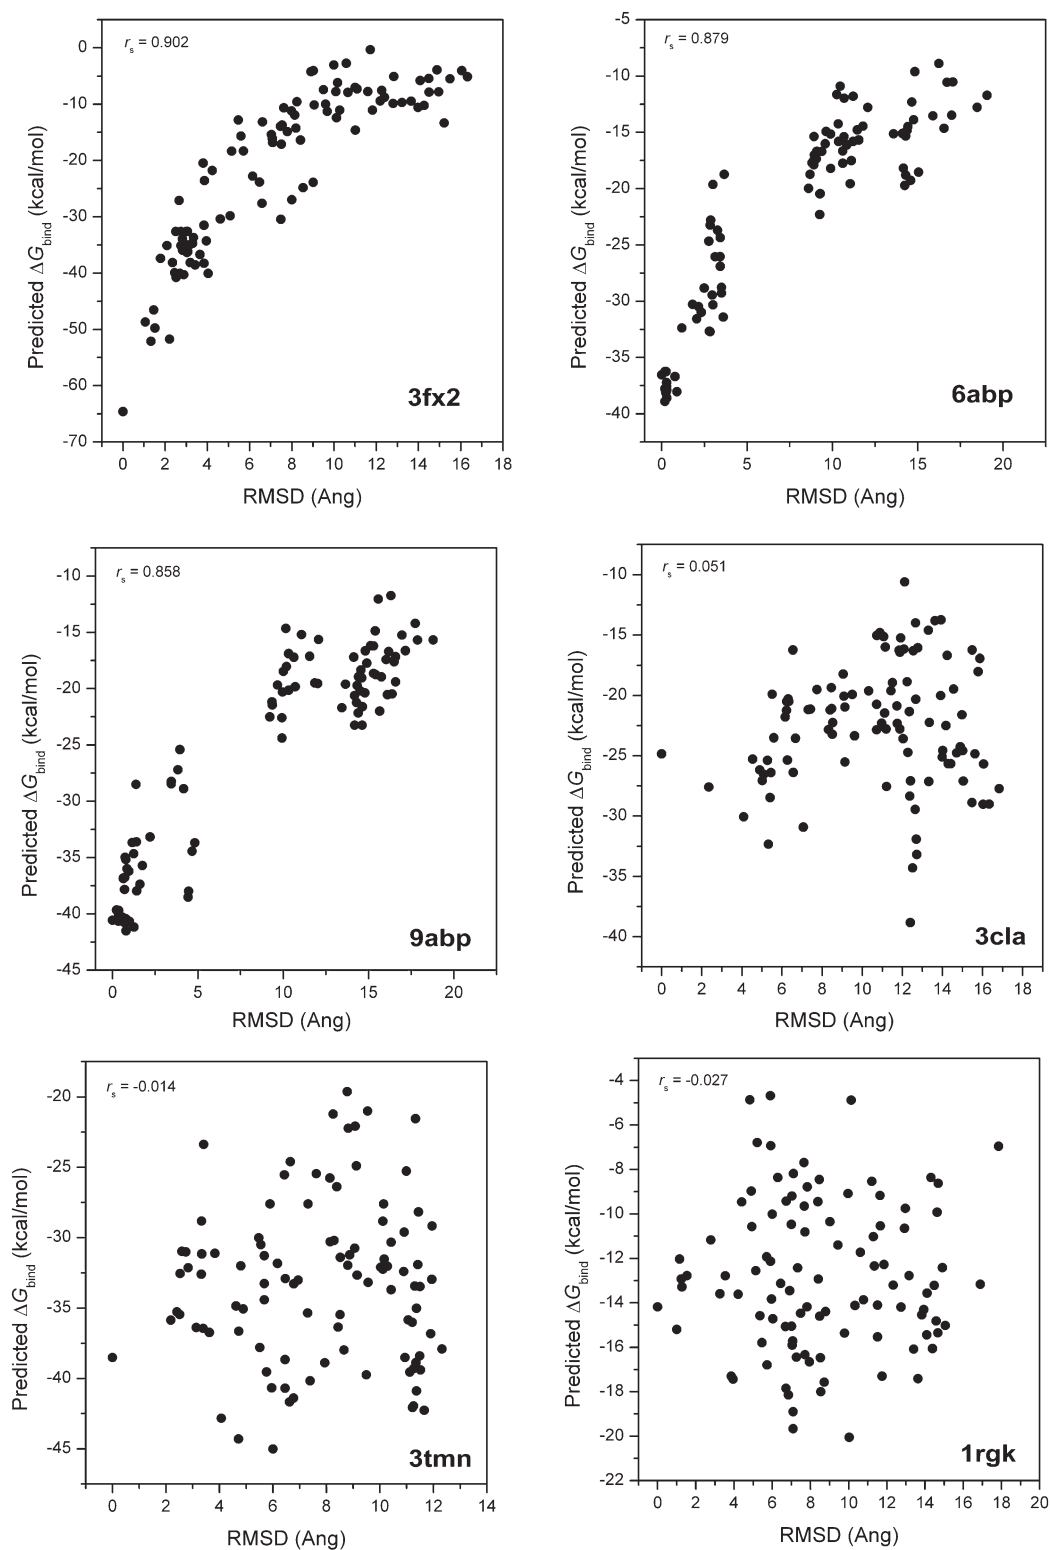 r_s = 0.902
0
-10
-20
-30
-40
-50
-60
-70
Predicted ΔG_bind (kcal/mol)
3fx2
0 2 4 6 8 10 12 14 16 18
RMSD (Ang)
r_s = 0.879
-5
-10
-15
-20
-25
-30
-35
-40
Predicted ΔG_bind (kcal/mol)
6abp
0 5 10 15 20
RMSD (Ang)
r_s = 0.858
-10
-15
-20
-25
-30
-35
-40
-45
Predicted ΔG_bind (kcal/mol)
9abp
0 5 10 15 20
RMSD (Ang)
r_s = 0.051
-10
-15
-20
-25
-30
-35
-40
Predicted ΔG_bind (kcal/mol)
3cla
0 2 4 6 8 10 12 14 16 18
RMSD (Ang)
r_s = -0.014
-20
-25
-30
-35
-40
-45
Predicted ΔG_bind (kcal/mol)
3tmn
0 2 4 6 8 10 12 14
RMSD (Ang)
r_s = -0.027
-4
-6
-8
-10
-12
-14
-16
-18
-20
-22
Predicted ΔG_bind (kcal/mol)
1rgk
0 2 4 6 8 10 12 14 16 18 20
RMSD (Ang)